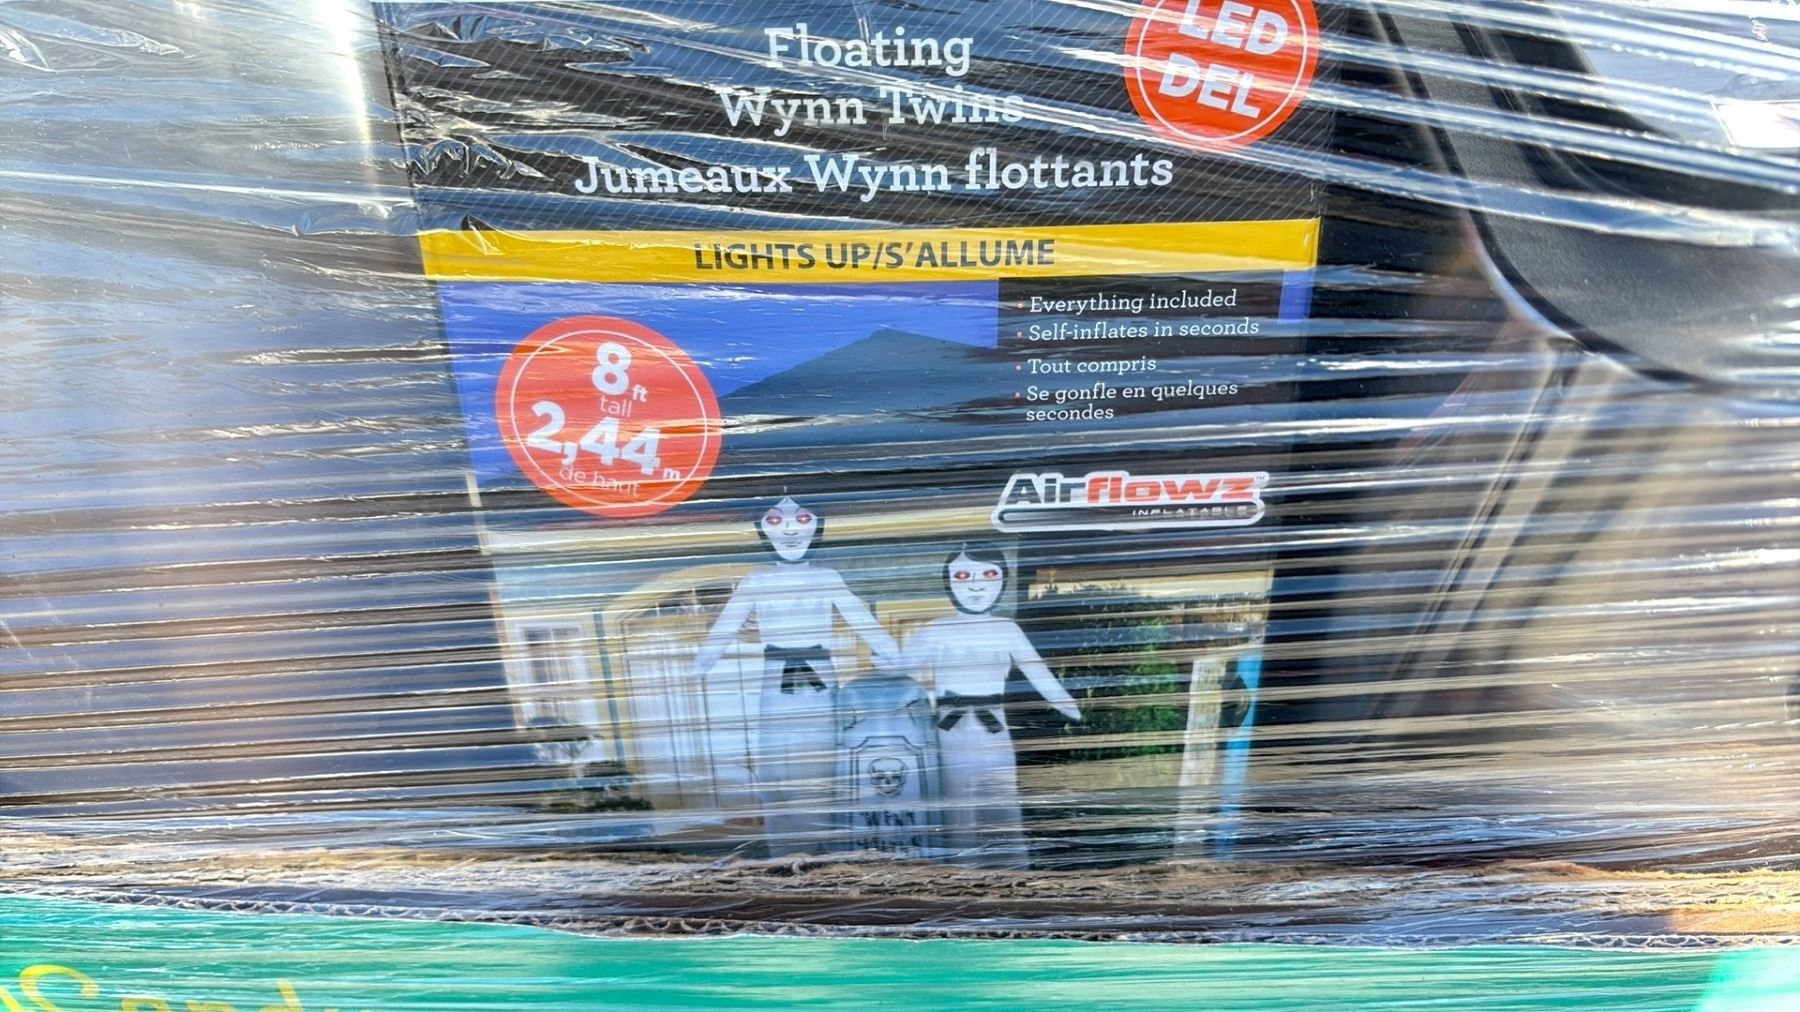 LED
DEL
Floating
Wynn Twins
Jumeaux Wynn flottants
LIGHTS UP/S'ALLUME
• Everything included
• Self-inflates in seconds
• Tout compris
• Se gonfle en quelques
secondes
8 ft
tall
2,44 m
de haut
Airflowz™
INFLATABLE